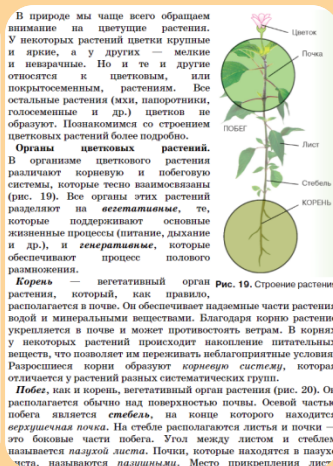 В природе мы чаще всего обращаем
внимание на цветущие растения.
У некоторых растений цветки крупные
и яркие, а у других — мелкие
и невзрачные. Но и те и другие
относятся к цветковым, или
покрытосеменным, растениям. Все
остальные растения (мхи, папоротники,
голосеменные и др.) цветков не
образуют. Познакомимся со строением
цветковых растений более подробно.
Органы цветковых растений.
В организме цветкового растения
различают корневую и побеговую
системы, которые тесно взаимосвязаны
(рис. 19). Все органы этих растений
разделяют на вегетативные, те,
которые поддерживают основные
жизненные процессы (питание, дыхание
и др.), и генеративные, которые
обеспечивают процесс полового
размножения.
Корень — вегетативный орган
растения, который, как правило,
располагается в почве. Он обеспечивает надземные части растения
водой и минеральными веществами. Благодаря корню растение
укрепляется в почве и может противостоять ветрам. В корнях
у некоторых растений происходит накопление питательных
веществ, что позволяет им переживать неблагоприятные условия.
Разросшиеся корни образуют корневую систему, которая
отличается у растений разных систематических групп.
Побег, как и корень, вегетативный орган растения (рис. 20). Он
располагается обычно над поверхностью почвы. Осевой частью
побега является стебель, на конце которого находится
верхушечная почка. На стебле располагаются листья и почки —
это боковые части побега. Угол между листом и стеблем
называется пазухой листа. Почки, которые находятся в пазухе
листа, называются пазушными. Место прикрепления
Цветок
Почка
ПОБЕГ
Лист
Стебель
КОРЕНЬ
Рис. 19. Строение растения